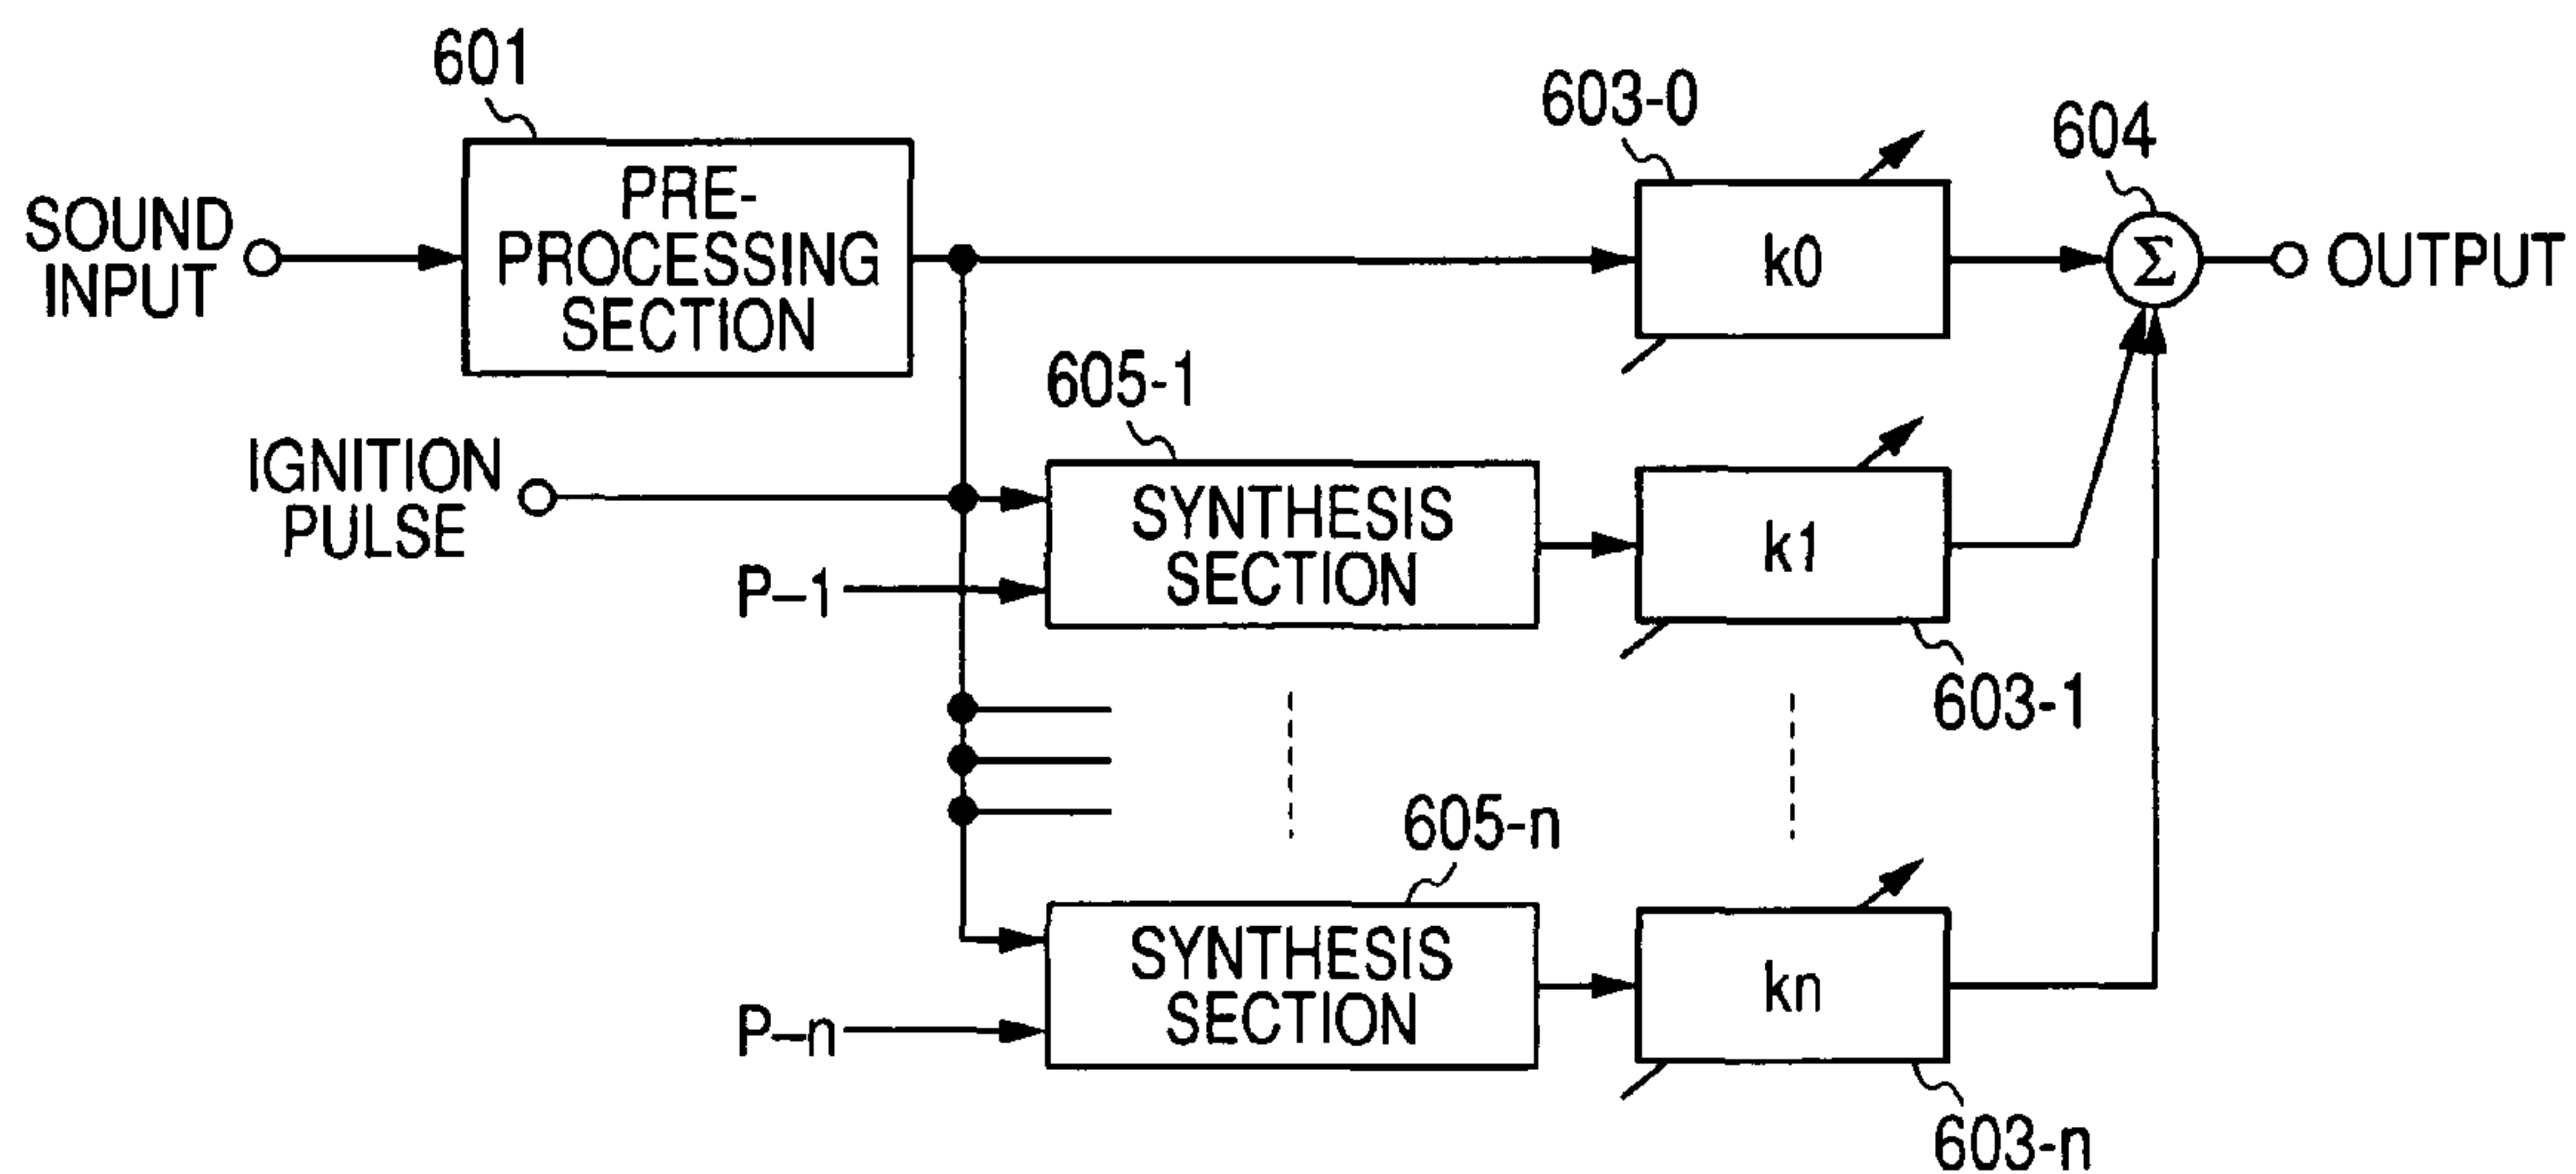 601
PRE-
PROCESSING
SECTION
SOUND
INPUT
603-0
k0
604
Σ
OUTPUT
605-1
IGNITION
PULSE
SYNTHESIS
SECTION
P–1
k1
603-1
605-n
SYNTHESIS
SECTION
P–n
kn
603-n